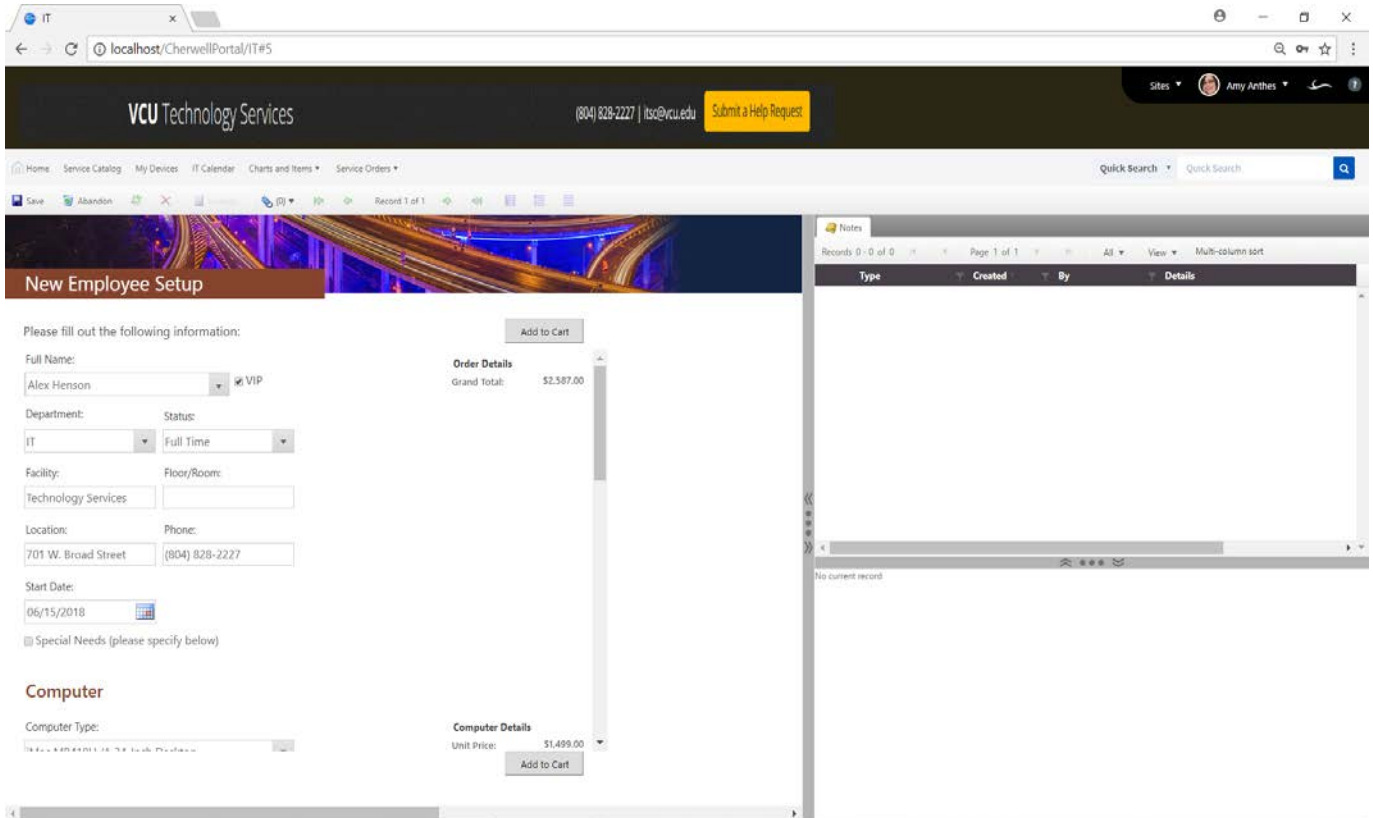 IT
localhost/CherwellPortal/IT#5
Sites Amy Anthes
VCU Technology Services (804) 828-2227 | itsc@vcu.edu Submit a Help Request
Home Service Catalog My Devices IT Calendar Charts and Items Service Orders Quick Search Quick Search
Save Abandon (0) Record 1 of 1
Notes
Records 0 - 0 of 0 Page 1 of 1 All View Multi-column sort
Type Created By Details
New Employee Setup
Please fill out the following information: Add to Cart
Full Name: Order Details
Alex Henson VIP Grand Total: $2,587.00
Department: Status:
IT Full Time
Facility: Floor/Room:
Technology Services
Location: Phone:
701 W. Broad Street (804) 828-2227
No current record
Start Date:
06/15/2018
Special Needs (please specify below)
Computer
Computer Type: Computer Details
Unit Price: $1,499.00
Add to Cart